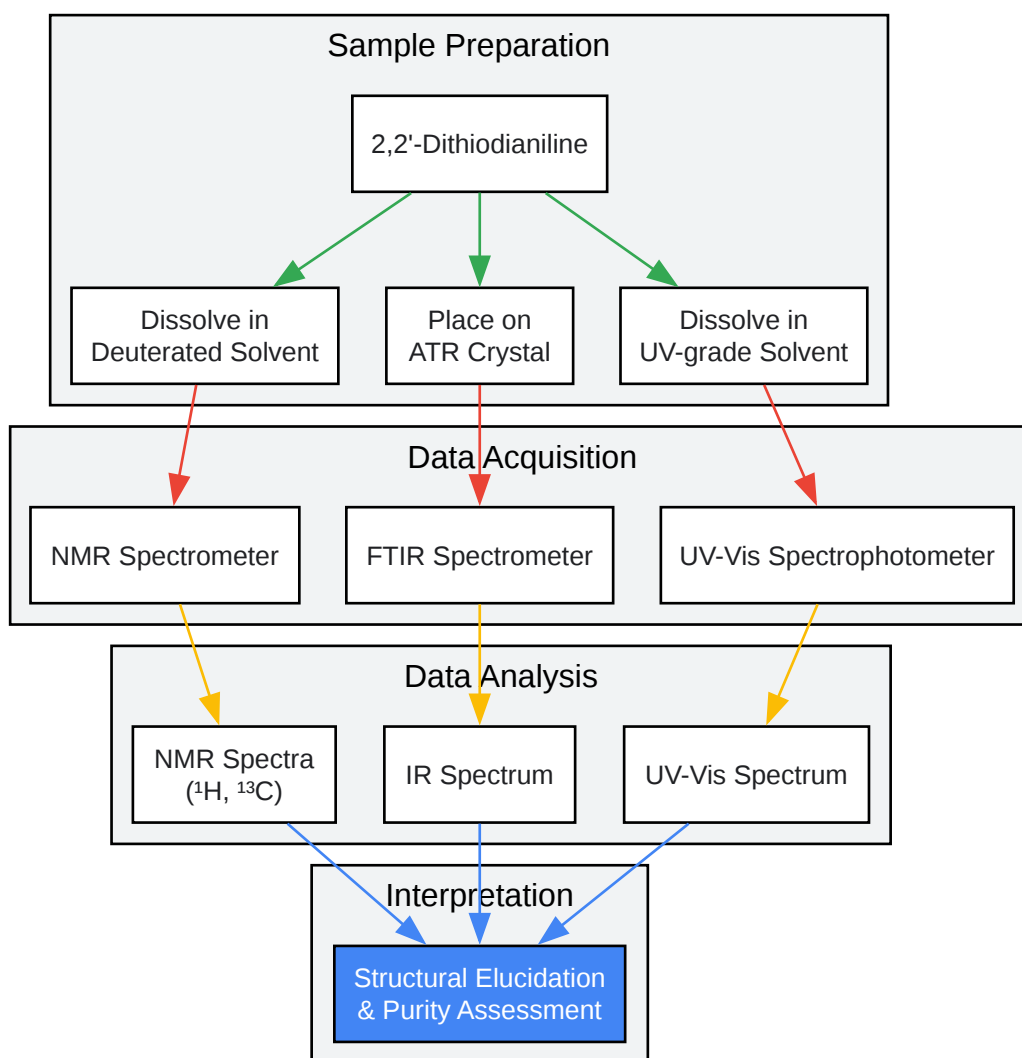 Sample Preparation
2,2'-Dithiodianiline
Dissolve in
Deuterated Solvent
Place on
ATR Crystal
Dissolve in
UV-grade Solvent
Data Acquisition
NMR Spectrometer
FTIR Spectrometer
UV-Vis Spectrophotometer
Data Analysis
NMR Spectra
(¹H, ¹³C)
IR Spectrum
UV-Vis Spectrum
Interpretation
Structural Elucidation
& Purity Assessment